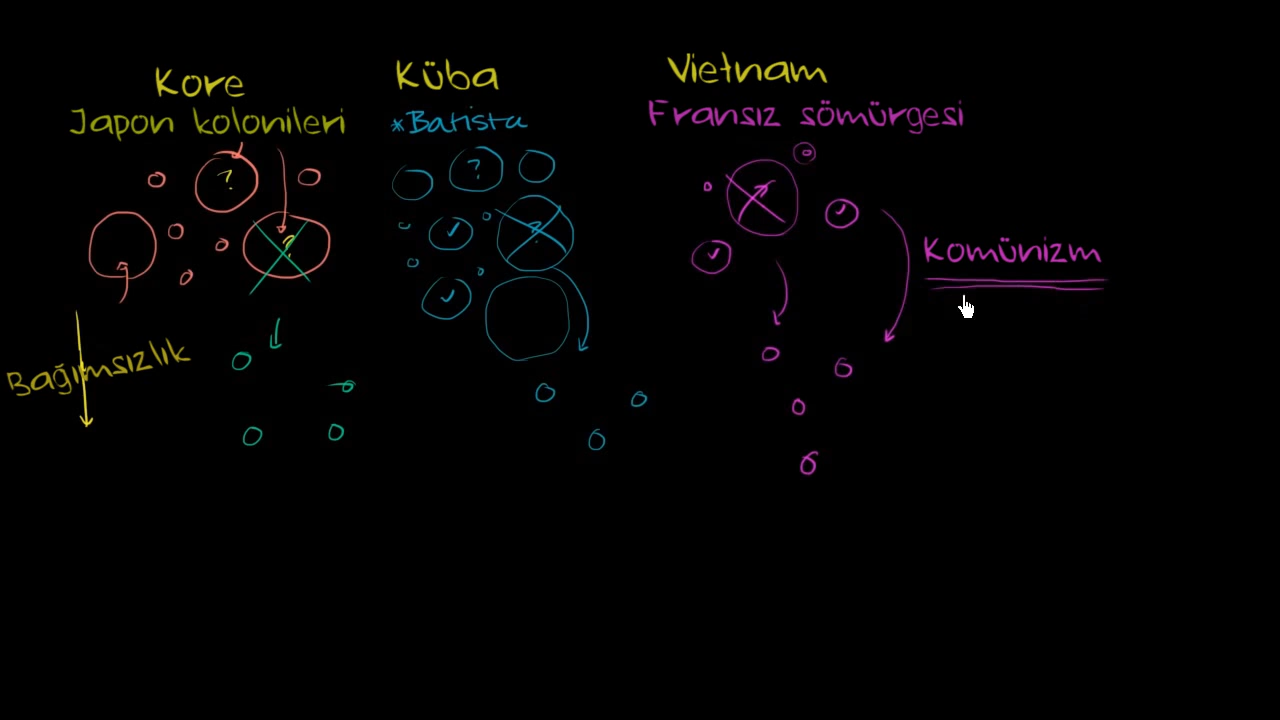 Kore
Japon kolonileri
?
?
Bağımsızlık
Küba
*Batista
?
?
Vietnam
Fransız sömürgesi
Komünizm